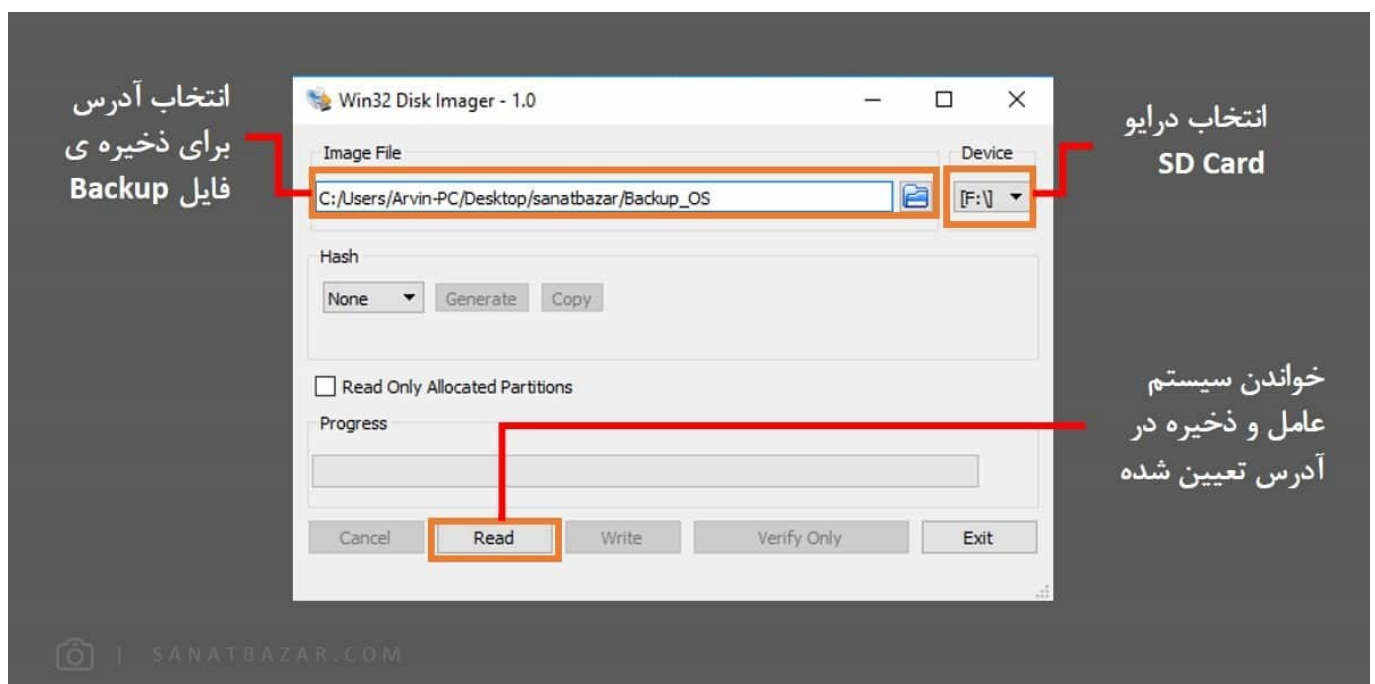 انتخاب آدرس
برای ذخیره ی
فایل Backup
Win32 Disk Imager - 1.0
انتخاب درایو
SD Card
Image File
Device
C:/Users/Arvin-PC/Desktop/sanatbazar/Backup_OS
[F:\]
Hash
None
Generate
Copy
Read Only Allocated Partitions
Progress
خواندن سیستم
عامل و ذخیره در
آدرس تعیین شده
Cancel
Read
Write
Verify Only
Exit
| SANATBAZAR.COM